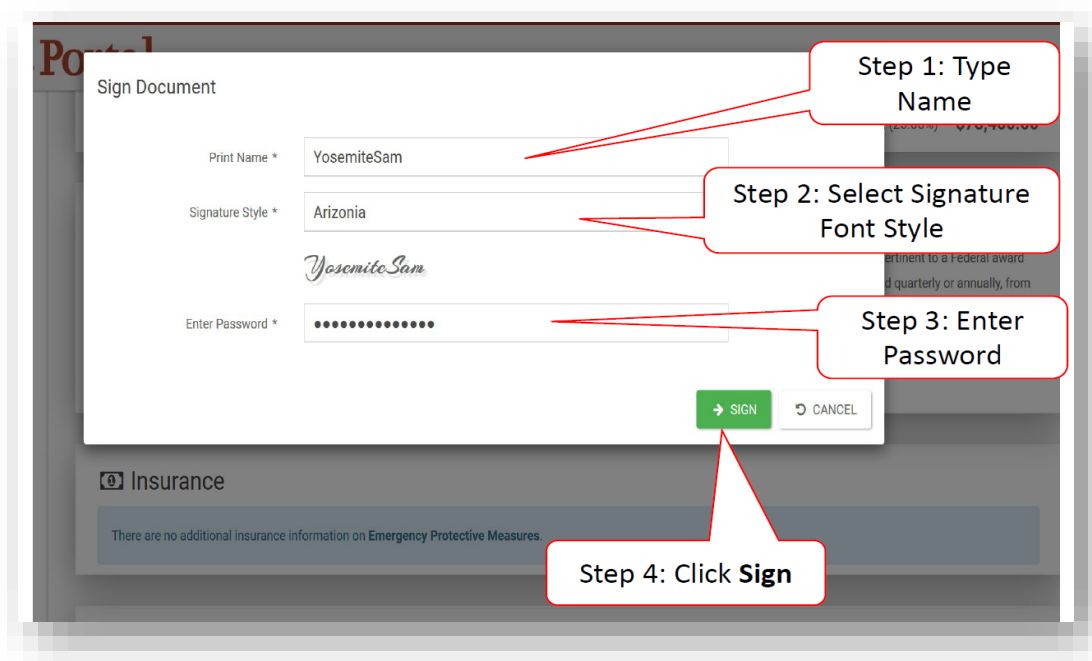 Portal
Sign Document
Step 1: Type
Name
Print Name *
YosemiteSam
Step 2: Select Signature
Font Style
Signature Style *
Arizonia
YosemiteSam
to a Federal award
quarterly or annually, from
Enter Password *
••••••••••••••
Step 3: Enter
Password
SIGN
CANCEL
Insurance
There are no additional insurance information on Emergency Protective Measures.
Step 4: Click Sign